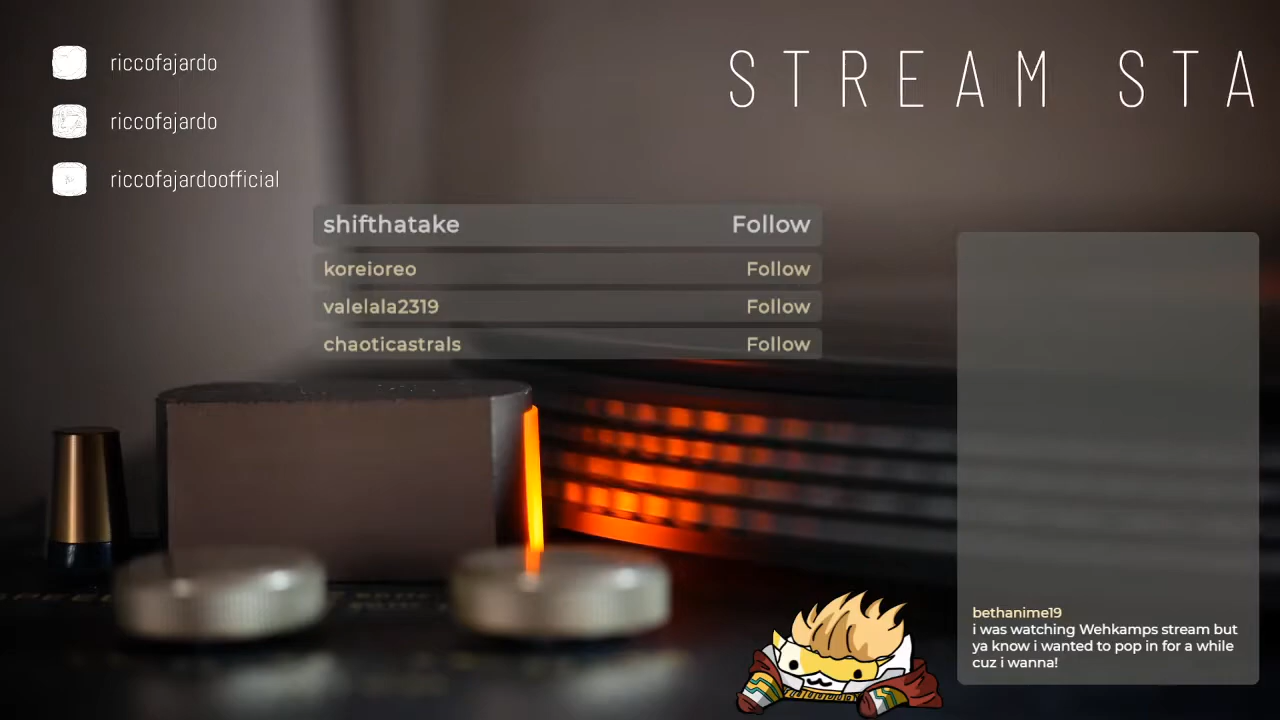 riccofajardo
riccofajardo
riccofajardoofficial
STREAM STA
shifthatake Follow
koreioreo Follow
valelala2319 Follow
chaoticastrals Follow
bethanime19
i was watching Wehkamps stream but
ya know i wanted to pop in for a while
cuz i wanna!